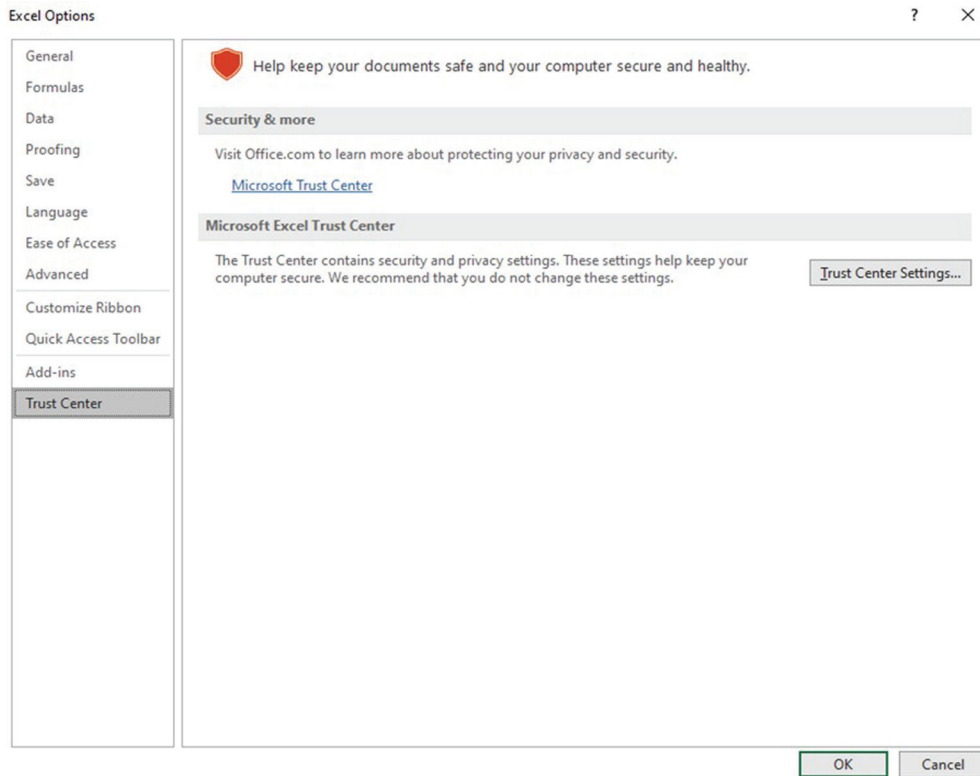 Excel Options
?
×
General
Formulas
Data
Proofing
Save
Language
Ease of Access
Advanced
Customize Ribbon
Quick Access Toolbar
Add-ins
Trust Center
Help keep your documents safe and your computer secure and healthy.
Security & more
Visit Office.com to learn more about protecting your privacy and security.
Microsoft Trust Center
Microsoft Excel Trust Center
The Trust Center contains security and privacy settings. These settings help keep your
computer secure. We recommend that you do not change these settings.
Trust Center Settings...
OK
Cancel